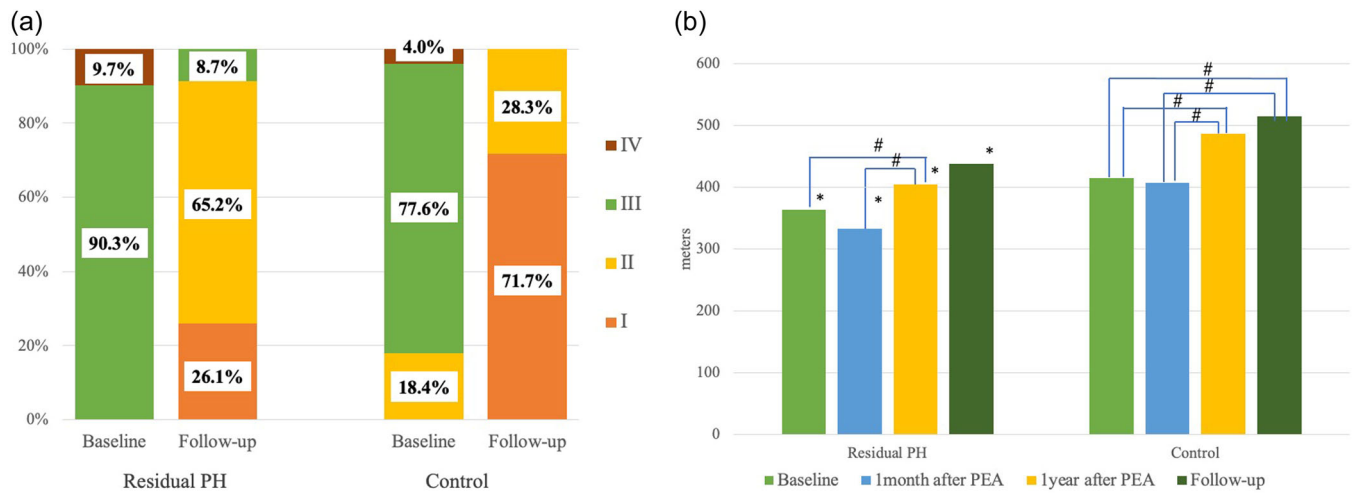 (a)
100%
80%
60%
40%
20%
0%
9.7%
90.3%
8.7%
65.2%
26.1%
4.0%
77.6%
18.4%
28.3%
71.7%
Baseline
Follow-up
Baseline
Follow-up
Residual PH
Control
IV
III
II
I
(b)
600
500
400
300
200
100
0
meters
#
#
*
*
*
*
#
#
#
#
Residual PH
Control
Baseline
1month after PEA
1year after PEA
Follow-up